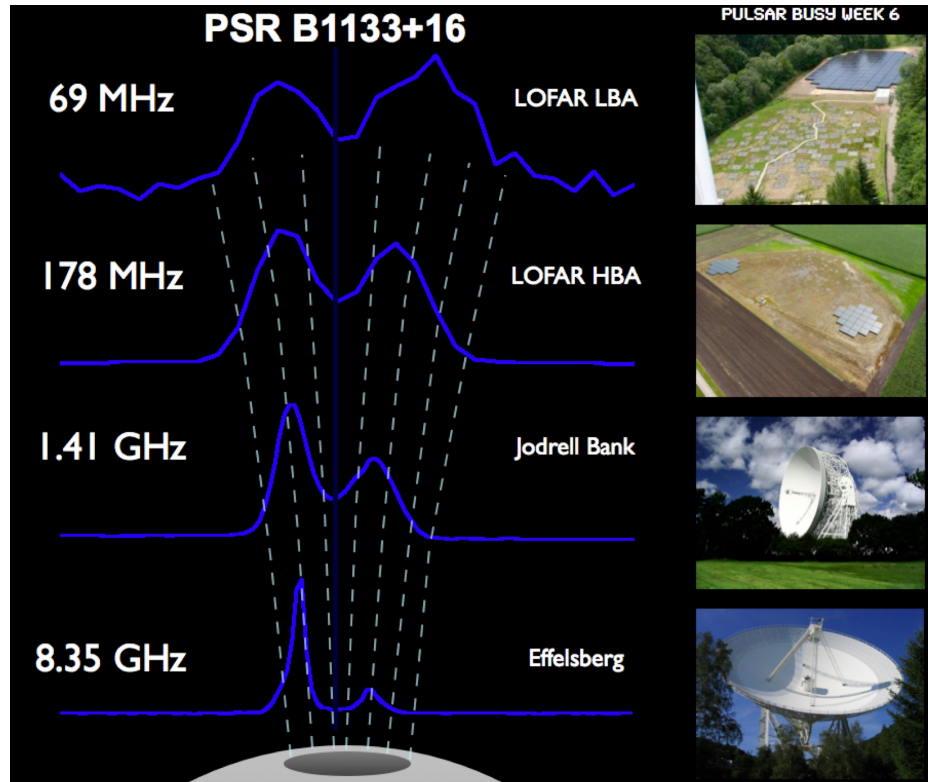 PSR B1133+16
PULSAR BUSY WEEK 6
69 MHz
LOFAR LBA
178 MHz
LOFAR HBA
1.41 GHz
Jodrell Bank
8.35 GHz
Effelsberg